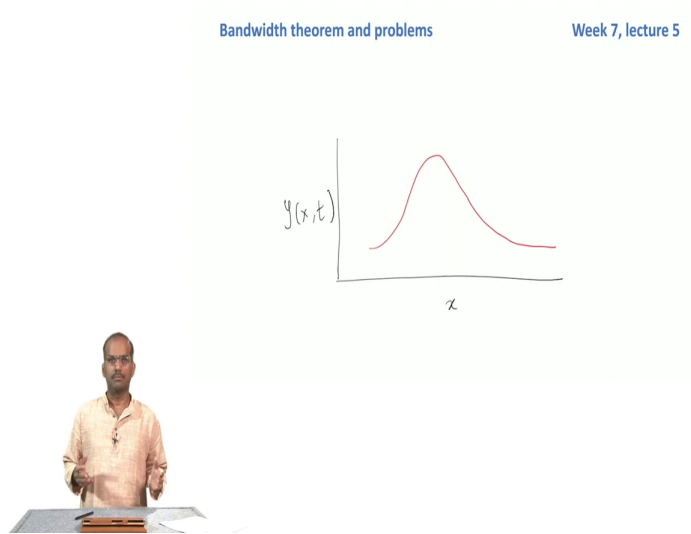 Bandwidth theorem and problems
Week 7, lecture 5
y(x,t)
x